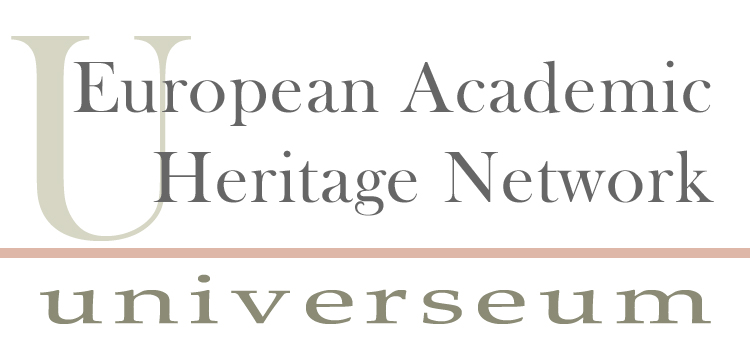 U
European Academic
Heritage Network
universeum